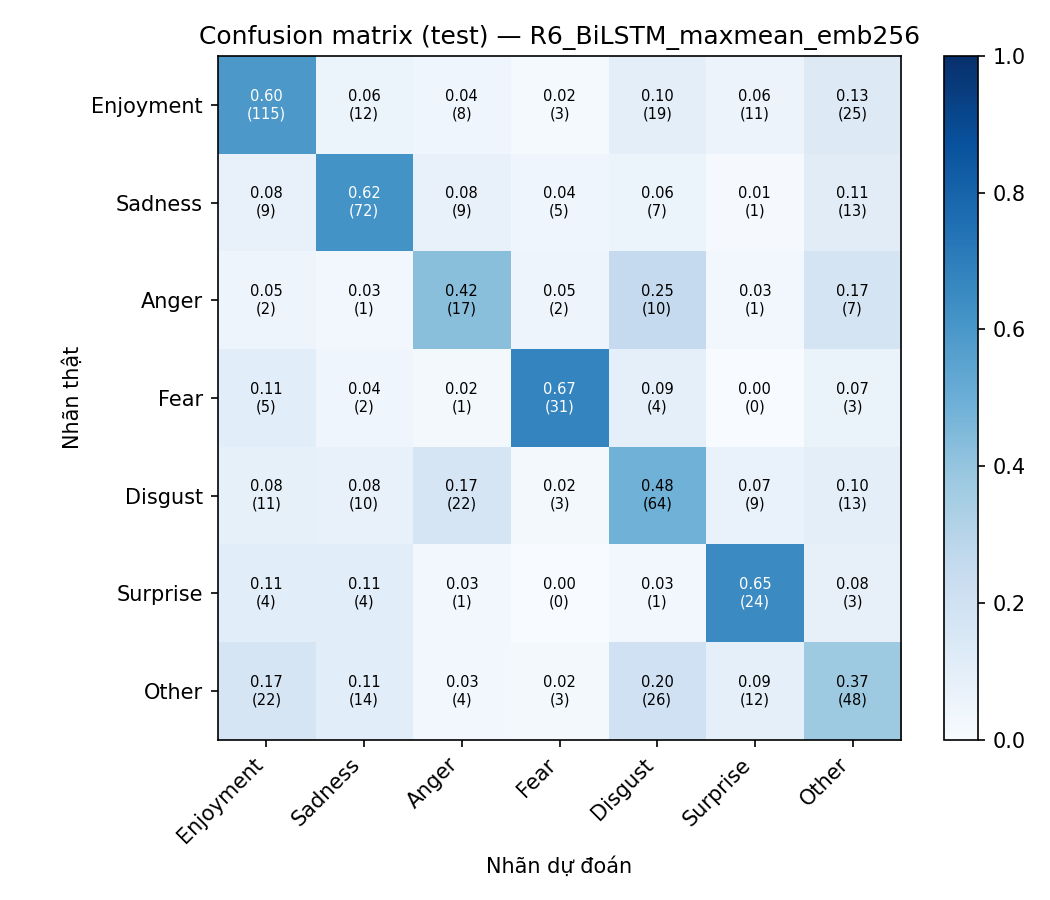 Confusion matrix (test) — R6_BiLSTM_maxmean_emb256
Nhãn thật
Enjoyment 0.60 0.06 0.04 0.02 0.10 0.06 0.13
(115) (12) (8) (3) (19) (11) (25)
Sadness 0.08 0.62 0.08 0.04 0.06 0.01 0.11
(9) (72) (9) (5) (7) (1) (13)
Anger 0.05 0.03 0.42 0.05 0.25 0.03 0.17
(2) (1) (17) (2) (10) (1) (7)
Fear 0.11 0.04 0.02 0.67 0.09 0.00 0.07
(5) (2) (1) (31) (4) (0) (3)
Disgust 0.08 0.08 0.17 0.02 0.48 0.07 0.10
(11) (10) (22) (3) (64) (9) (13)
Surprise 0.11 0.11 0.03 0.00 0.03 0.65 0.08
(4) (4) (1) (0) (1) (24) (3)
Other 0.17 0.11 0.03 0.02 0.20 0.09 0.37
(22) (14) (4) (3) (26) (12) (48)
Enjoyment Sadness Anger Fear Disgust Surprise Other
Nhãn dự đoán
1.0
0.8
0.6
0.4
0.2
0.0